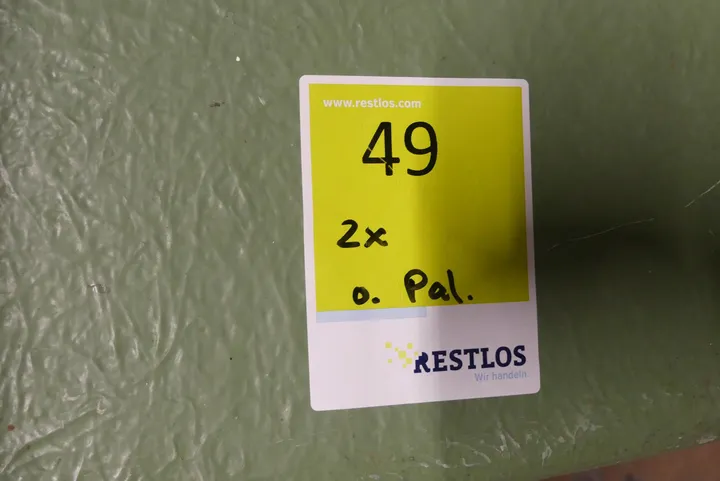 www.restlos.com
49
2x
o. Pal.
RESTLOS
Wir handeln